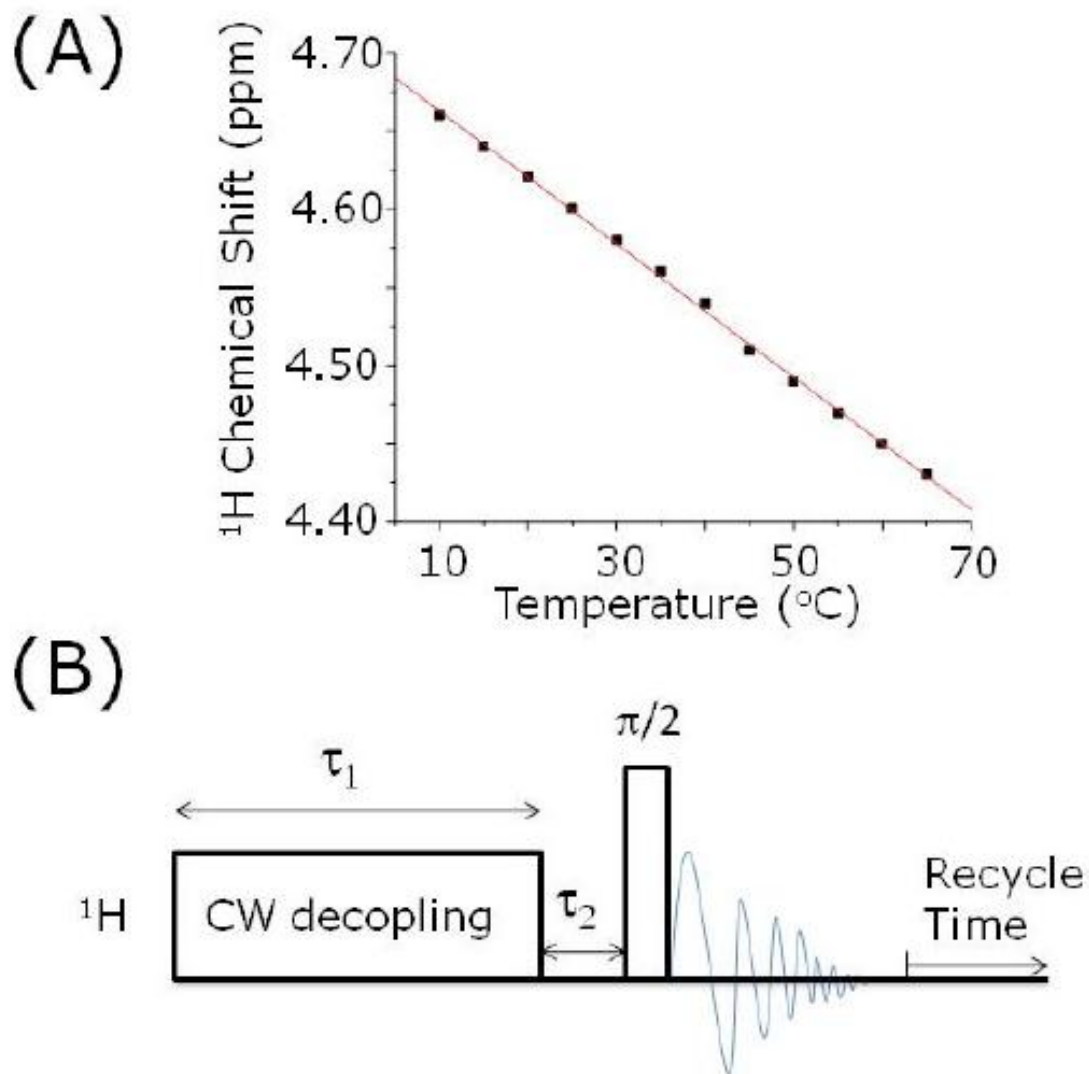 (A)
¹H Chemical Shift (ppm)
4.70
4.60
4.50
4.40
10 30 50 70
Temperature (°C)
(B)
π/2
τ₁
¹H
CW decopling
τ₂
Recycle
Time